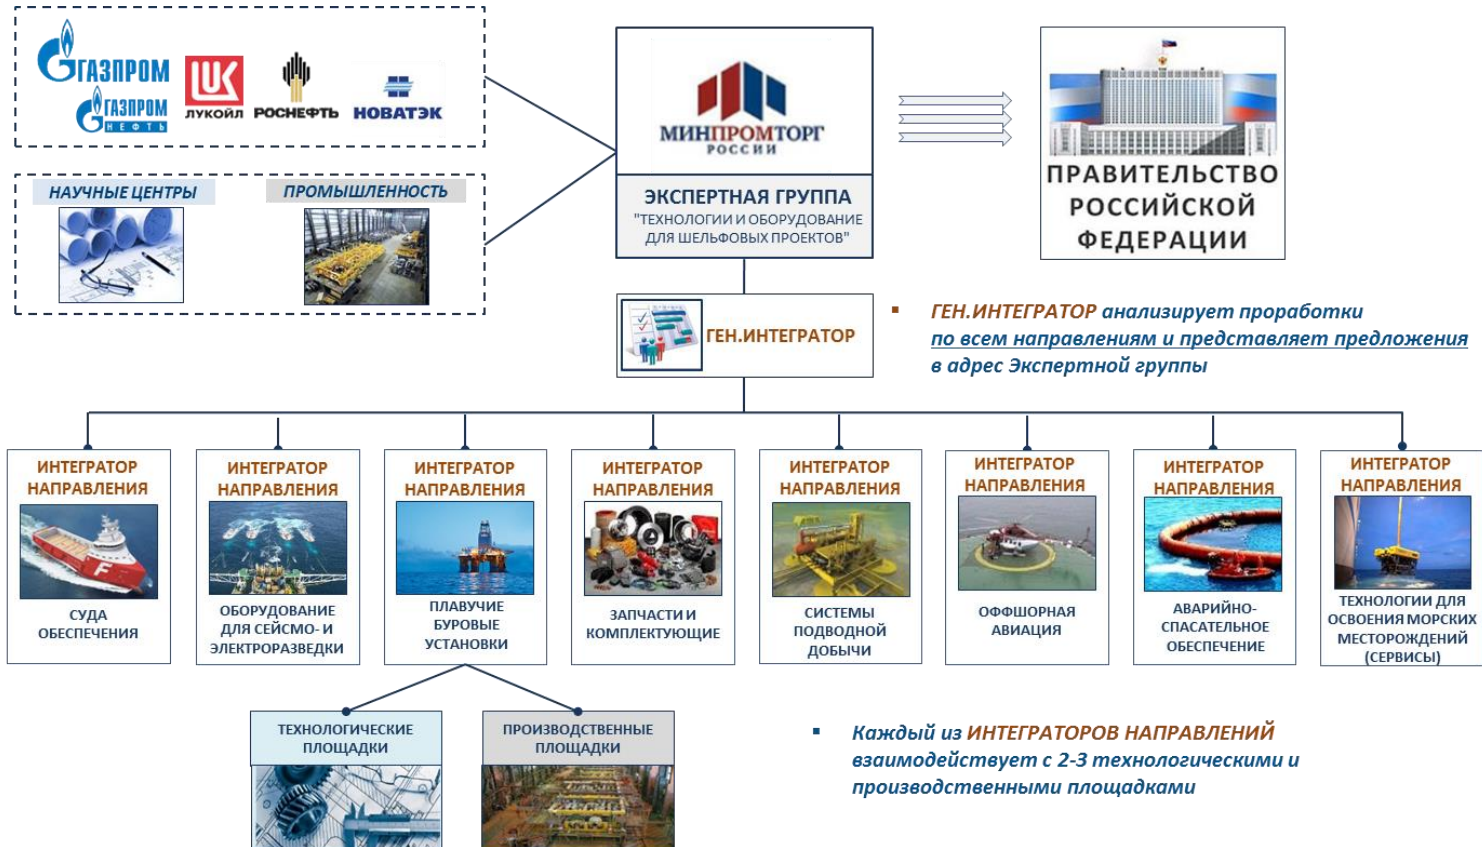 ГАЗПРОМ
ГАЗПРОМ
НЕФТЬ
ЛУКОЙЛ
РОСНЕФТЬ
НОВАТЭК
НАУЧНЫЕ ЦЕНТРЫ
ПРОМЫШЛЕННОСТЬ
МИНПРОМТОРГ
РОССИИ
ЭКСПЕРТНАЯ ГРУППА
"ТЕХНОЛОГИИ И ОБОРУДОВАНИЕ
ДЛЯ ШЕЛЬФОВЫХ ПРОЕКТОВ"
ПРАВИТЕЛЬСТВО
РОССИЙСКОЙ
ФЕДЕРАЦИИ
ГЕН.ИНТЕГРАТОР
▪ ГЕН.ИНТЕГРАТОР анализирует проработки
по всем направлениям и представляет предложения
в адрес Экспертной группы
ИНТЕГРАТОР
НАПРАВЛЕНИЯ
F
СУДА
ОБЕСПЕЧЕНИЯ
ИНТЕГРАТОР
НАПРАВЛЕНИЯ
ОБОРУДОВАНИЕ
ДЛЯ СЕЙСМО- И
ЭЛЕКТРОРАЗВЕДКИ
ИНТЕГРАТОР
НАПРАВЛЕНИЯ
ПЛАВУЧИЕ
БУРОВЫЕ
УСТАНОВКИ
ИНТЕГРАТОР
НАПРАВЛЕНИЯ
ЗАПЧАСТИ И
КОМПЛЕКТУЮЩИЕ
ИНТЕГРАТОР
НАПРАВЛЕНИЯ
СИСТЕМЫ
ПОДВОДНОЙ
ДОБЫЧИ
ИНТЕГРАТОР
НАПРАВЛЕНИЯ
ОФФШОРНАЯ
АВИАЦИЯ
ИНТЕГРАТОР
НАПРАВЛЕНИЯ
АВАРИЙНО-
СПАСАТЕЛЬНОЕ
ОБЕСПЕЧЕНИЕ
ИНТЕГРАТОР
НАПРАВЛЕНИЯ
ТЕХНОЛОГИИ ДЛЯ
ОСВОЕНИЯ МОРСКИХ
МЕСТОРОЖДЕНИЙ
(СЕРВИСЫ)
ТЕХНОЛОГИЧЕСКИЕ
ПЛОЩАДКИ
ПРОИЗВОДСТВЕННЫЕ
ПЛОЩАДКИ
▪ Каждый из ИНТЕГРАТОРОВ НАПРАВЛЕНИЙ
взаимодействует с 2-3 технологическими и
производственными площадками